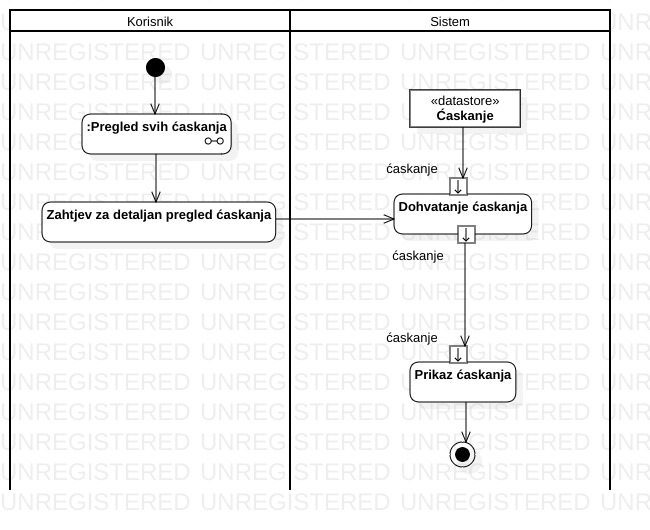 Korisnik
Sistem
:Pregled svih ćaskanja
«datastore»
Ćaskanje
ćaskanje
Zahtjev za detaljan pregled ćaskanja
Dohvatanje ćaskanja
ćaskanje
ćaskanje
Prikaz ćaskanja
UNREGISTERED UNREGISTERED UNREGISTERED UNR
UNREGISTERED UNREGISTERED UNREGISTERED UNR